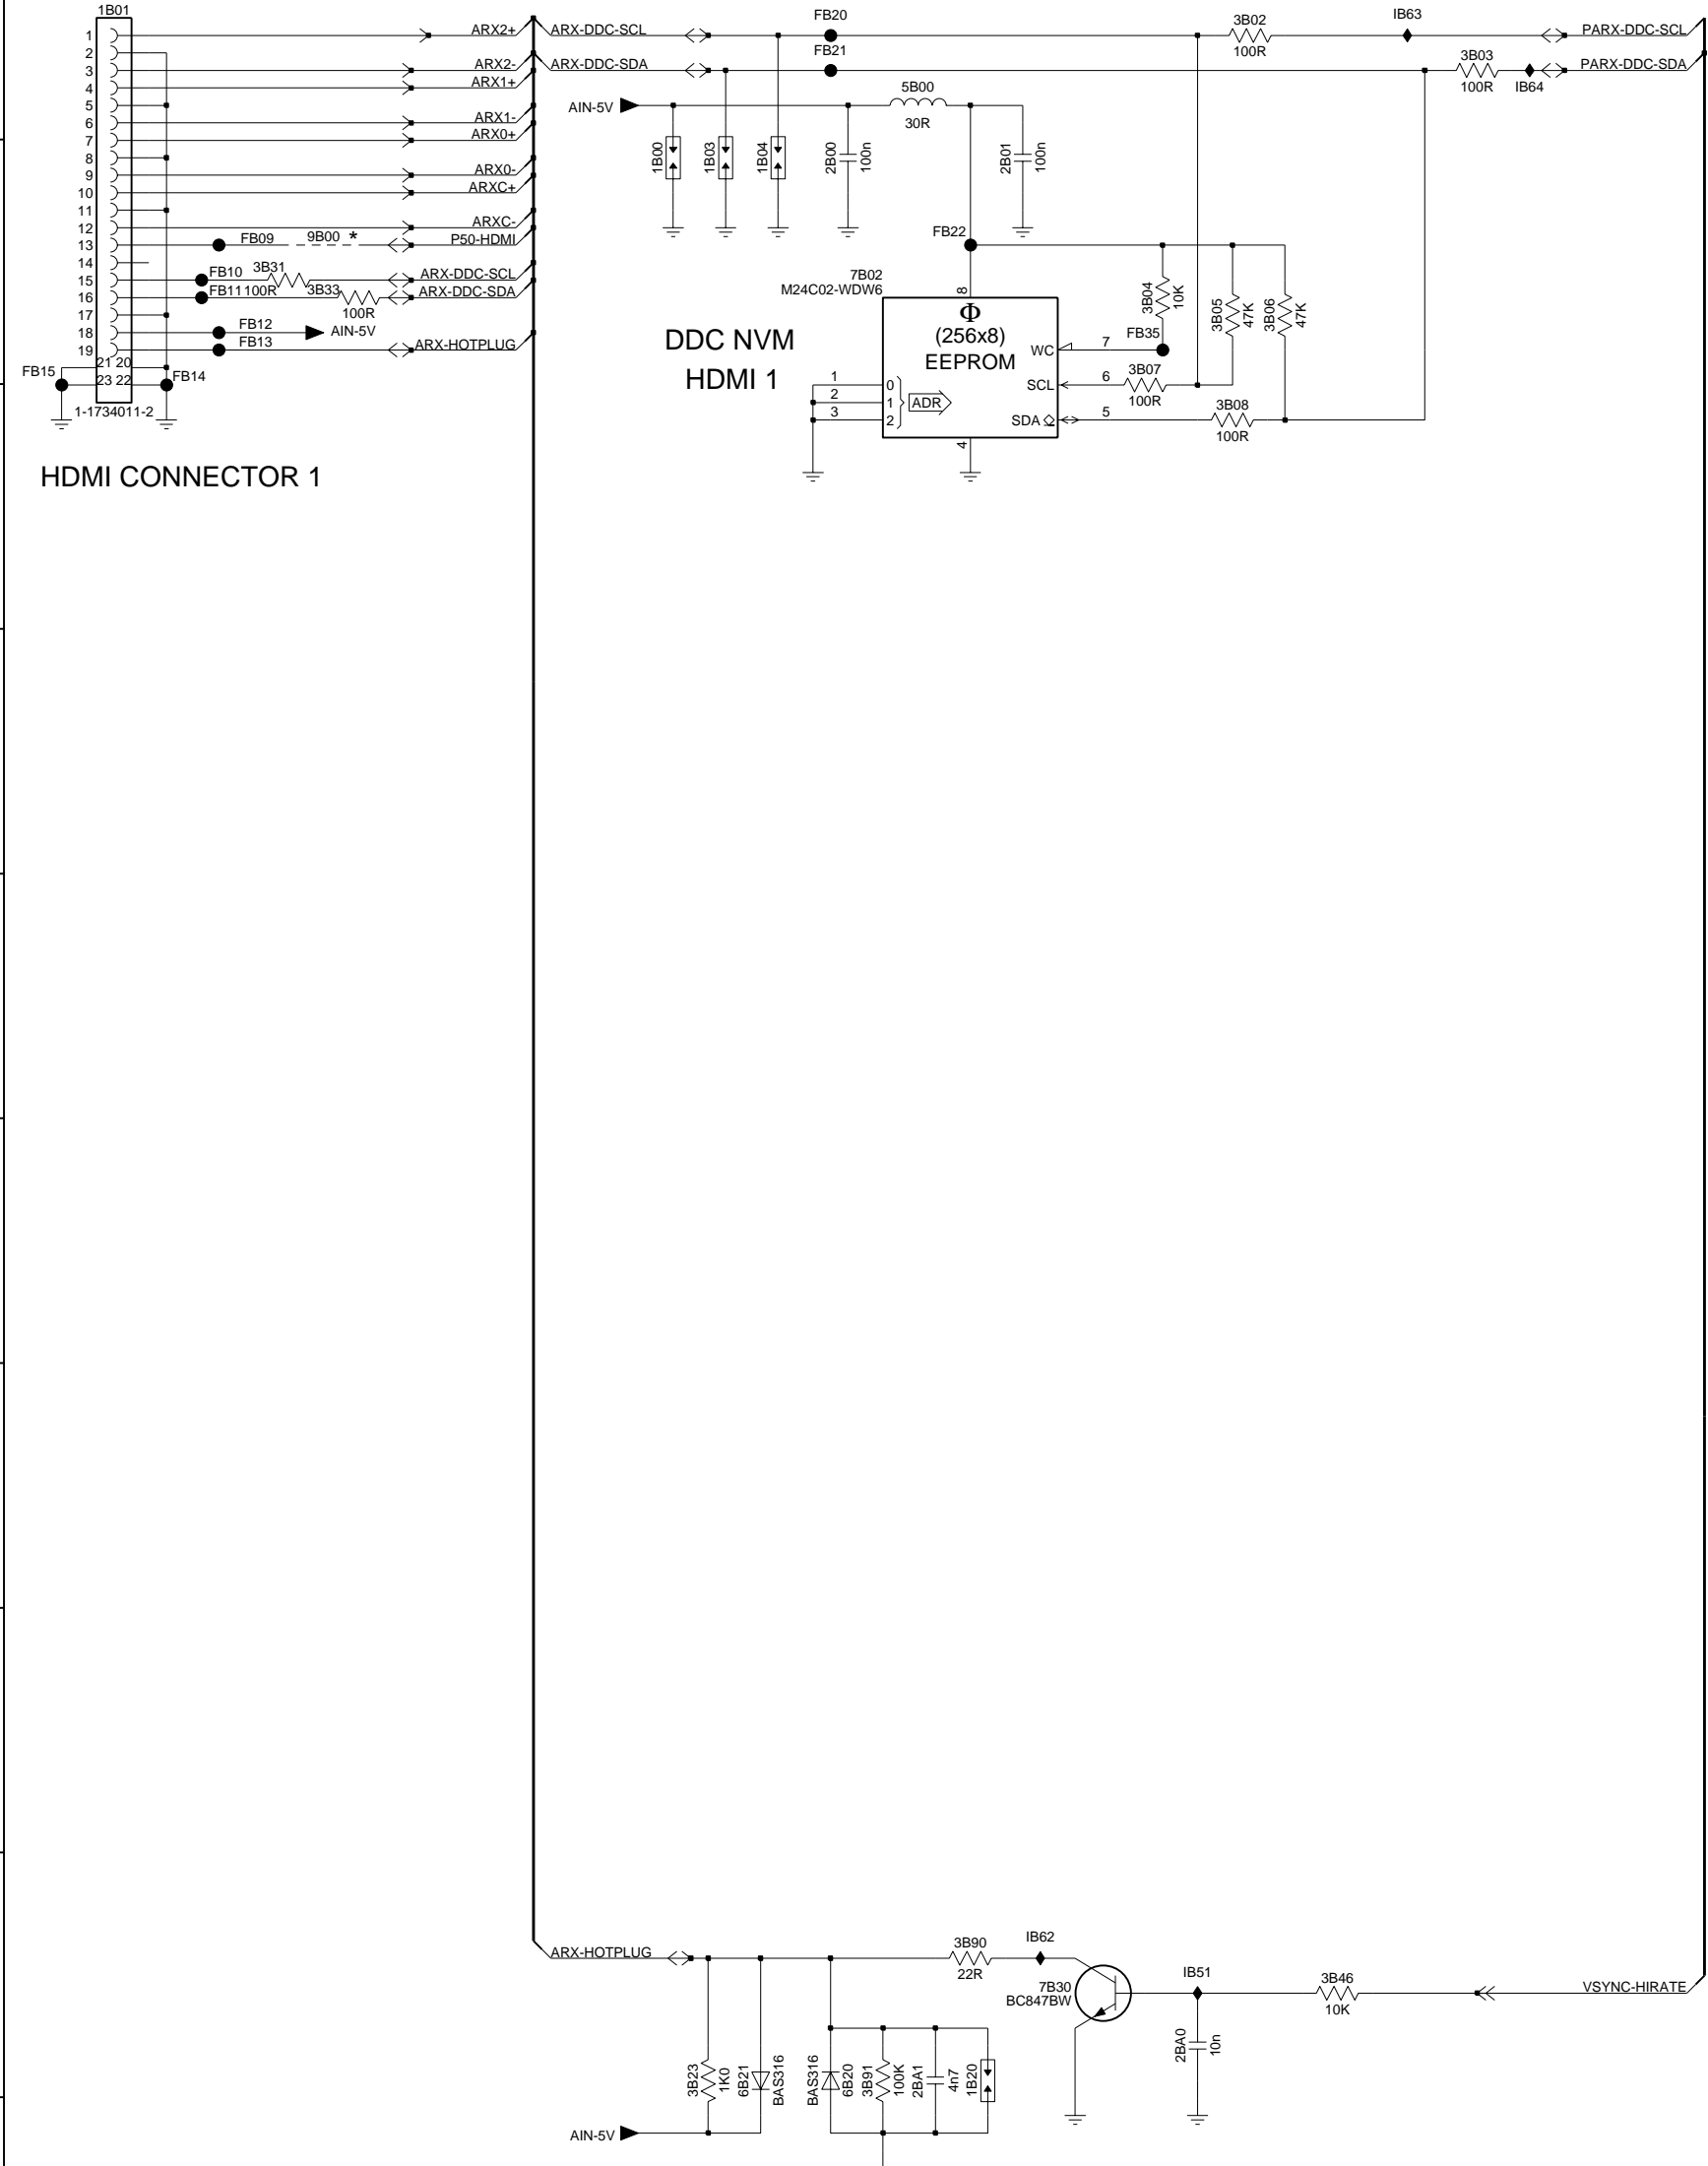 1B01
1
2
3
4
5
6
7
8
9
10
11
12
13
14
15
16
17
18
19
21 20
23 22
1-1734011-2
FB15
FB14
HDMI CONNECTOR 1
ARX2+
ARX2-
ARX1+
ARX1-
ARX0+
ARX0-
ARXC+
ARXC-
FB09
9B00 *
P50-HDMI
FB10
3B31
100R
ARX-DDC-SCL
FB11
3B33
100R
ARX-DDC-SDA
FB12
AIN-5V
FB13
ARX-HOTPLUG
ARX-DDC-SCL
FB20
3B02
100R
IB63
PARX-DDC-SCL
ARX-DDC-SDA
FB21
3B03
100R
IB64
PARX-DDC-SDA
AIN-5V
5B00
30R
1B00
1B03
1B04
2B00
100n
2B01
100n
FB22
7B02
M24C02-WDW6
DDC NVM
HDMI 1
8
Φ
(256x8)
EEPROM
WC
SCL
SDA
7
6
5
1
2
3
0
1
2
ADR
4
3B04
10K
FB35
3B05
47K
3B06
47K
3B07
100R
3B08
100R
ARX-HOTPLUG
3B90
22R
IB62
7B30
BC847BW
IB51
3B46
10K
VSYNC-HIRATE
2BA0
10n
3B23
1K0
6B21
BAS316
BAS316
6B20
3B91
100K
2BA1
4n7
1B20
AIN-5V